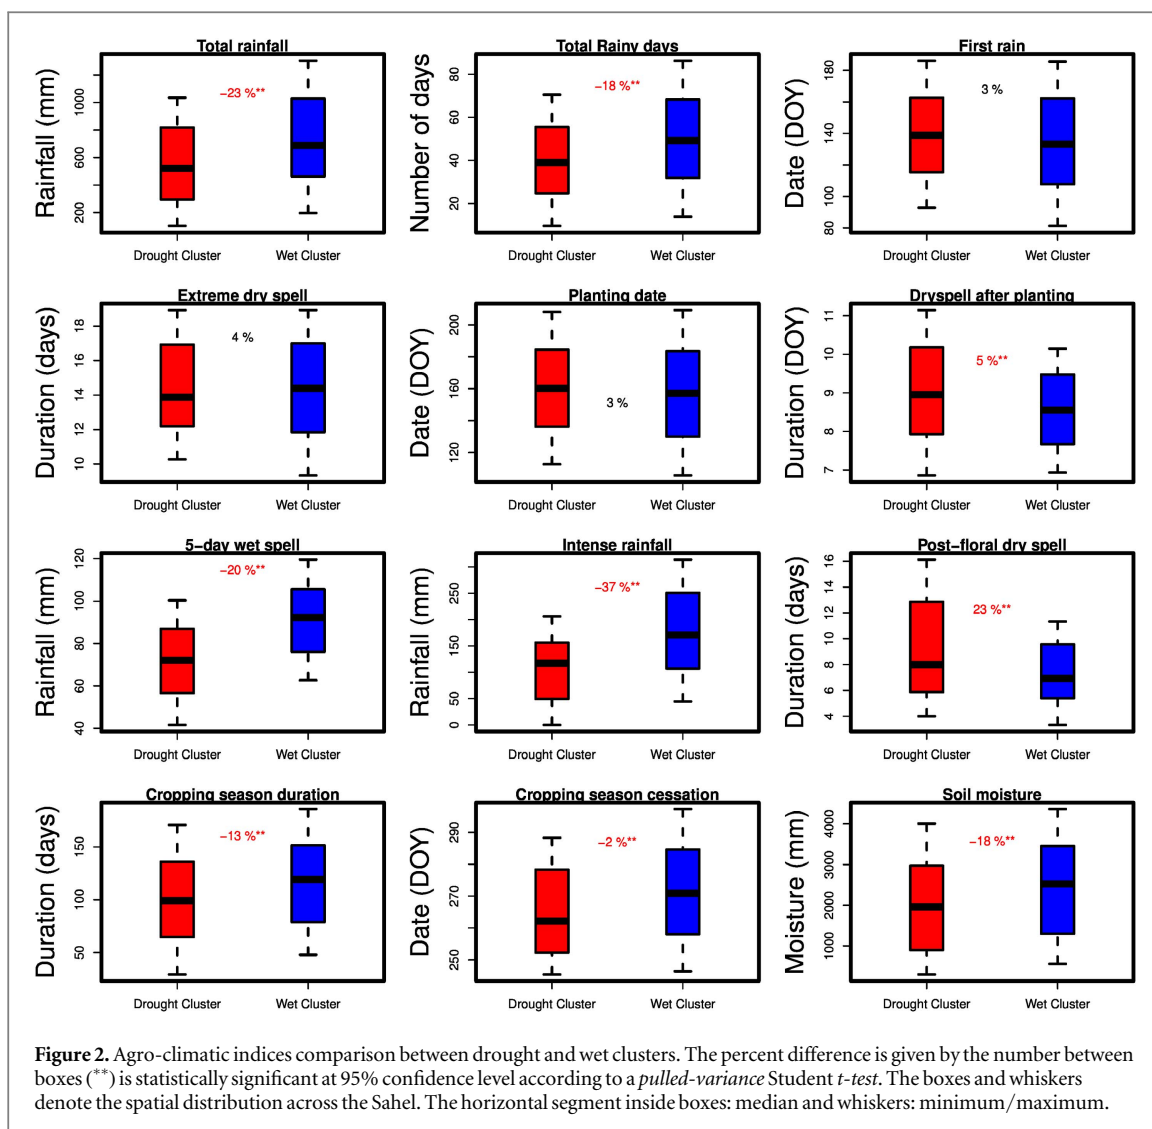 Total rainfall
Rainfall (mm)
1000
600
200
−23 %**
Drought Cluster
Wet Cluster
Total Rainy days
Number of days
80
60
40
20
−18 %**
Drought Cluster
Wet Cluster
First rain
Date (DOY)
180
140
100
80
3 %
Drought Cluster
Wet Cluster
Extreme dry spell
Duration (days)
18
16
14
12
10
4 %
Drought Cluster
Wet Cluster
Planting date
Date (DOY)
200
160
120
3 %
Drought Cluster
Wet Cluster
Dryspell after planting
Duration (DOY)
11
10
9
8
7
5 %**
Drought Cluster
Wet Cluster
5−day wet spell
Rainfall (mm)
120
100
80
60
40
−20 %**
Drought Cluster
Wet Cluster
Intense rainfall
Rainfall (mm)
250
150
50
0
−37 %**
Drought Cluster
Wet Cluster
Post−floral dry spell
Duration (days)
16
14
12
10
8
6
4
23 %**
Drought Cluster
Wet Cluster
Cropping season duration
Duration (days)
150
100
50
−13 %**
Drought Cluster
Wet Cluster
Cropping season cessation
Date (DOY)
290
270
250
−2 %**
Drought Cluster
Wet Cluster
Soil moisture
Moisture (mm)
4000
3000
2000
1000
−18 %**
Drought Cluster
Wet Cluster
Figure 2. Agro-climatic indices comparison between drought and wet clusters. The percent difference is given by the number between
boxes (**) is statistically significant at 95% confidence level according to a pulled-variance Student t-test. The boxes and whiskers
denote the spatial distribution across the Sahel. The horizontal segment inside boxes: median and whiskers: minimum/maximum.